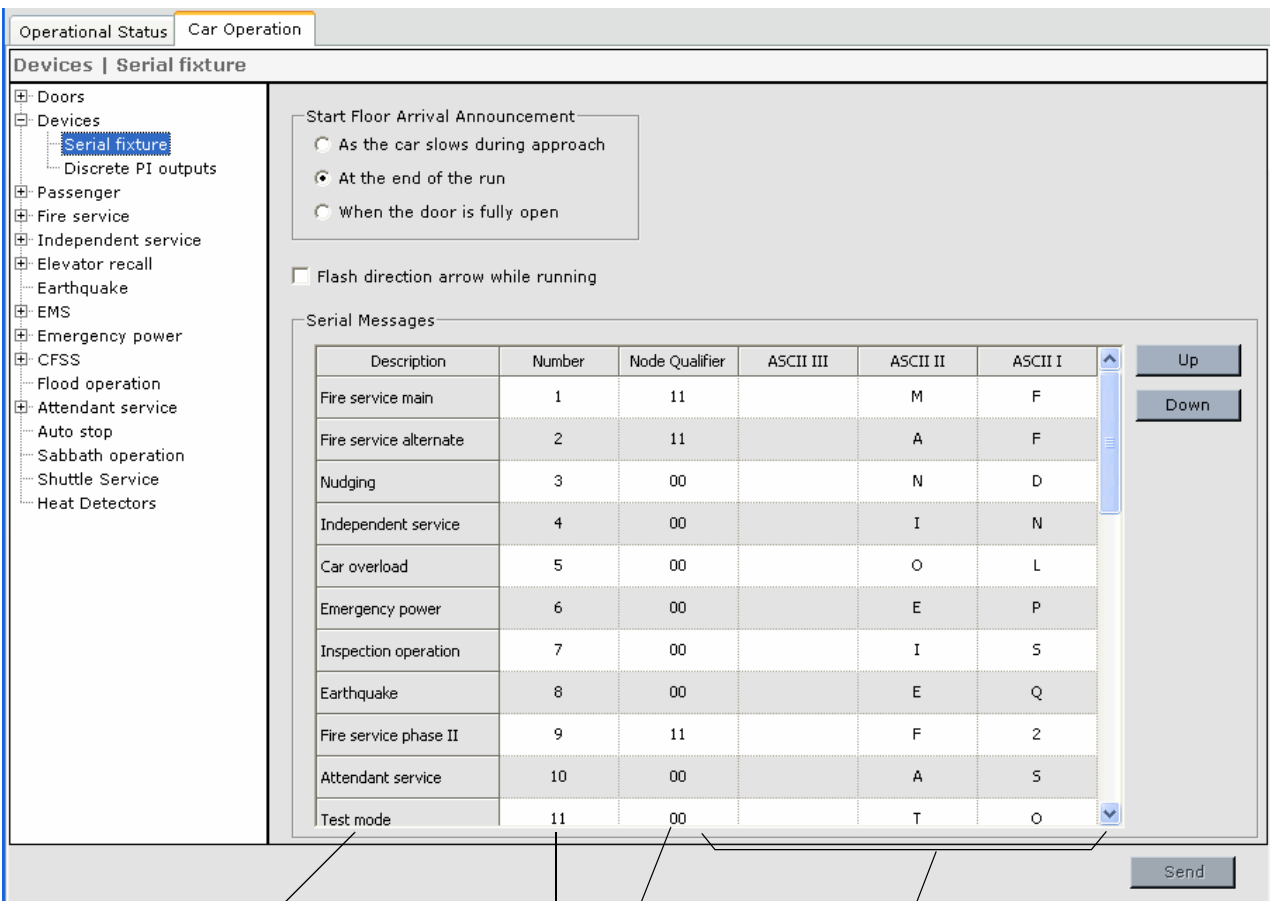 Operational Status Car Operation
Devices | Serial fixture
Doors
Devices
Serial fixture
Discrete PI outputs
Passenger
Fire service
Independent service
Elevator recall
Earthquake
EMS
Emergency power
CFSS
Flood operation
Attendant service
Auto stop
Sabbath operation
Shuttle Service
Heat Detectors
Start Floor Arrival Announcement
As the car slows during approach
At the end of the run
When the door is fully open
Flash direction arrow while running
Serial Messages
Description Number Node Qualifier ASCII III ASCII II ASCII I
Fire service main 1 11 M F
Fire service alternate 2 11 A F
Nudging 3 00 N D
Independent service 4 00 I N
Car overload 5 00 O L
Emergency power 6 00 E P
Inspection operation 7 00 I S
Earthquake 8 00 E Q
Fire service phase II 9 11 F 2
Attendant service 10 00 A S
Test mode 11 00 T O
Up
Down
Send